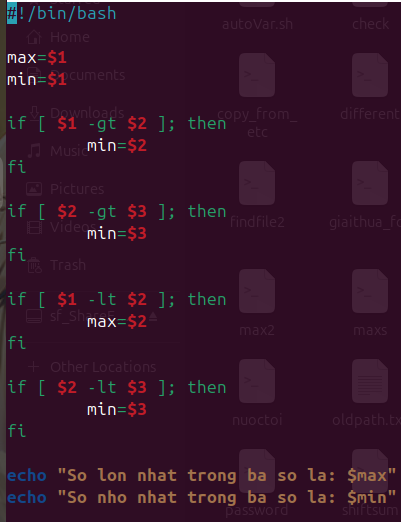 #!/bin/bash
max=$1
min=$1
if [ $1 -gt $2 ]; then
min=$2
fi
if [ $2 -gt $3 ]; then
min=$3
fi
if [ $1 -lt $2 ]; then
max=$2
fi
if [ $2 -lt $3 ]; then
min=$3
fi
echo "So lon nhat trong ba so la: $max"
echo "So nho nhat trong ba so la: $min"
Home
Documents
Downloads
Music
Pictures
Videos
Trash
Other Locations
autoVar.sh
check
copy_from_
etc
different
findfile2
giaithua_fo
max2
maxs
nuoctoi
oldpath.tx
password
shiftsum